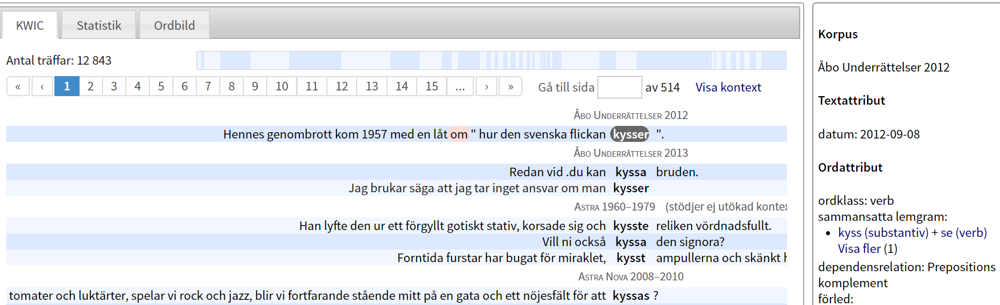 KWIC Statistik Ordbild
Antal träffar: 12 843
« ‹ 1 2 3 4 5 6 7 8 9 10 11 12 13 14 15 ... › » Gå till sida av 514 Visa kontext
Åbo Underrättelser 2012
Hennes genombrott kom 1957 med en låt om " hur den svenska flickan kysser ".
Åbo Underrättelser 2013
Redan vid .du kan kyssa bruden.
Jag brukar säga att jag tar inget ansvar om man kysser
Astra 1960–1979 (stödjer ej utökad kontex
Han lyfte den ur ett förgyllt gotiskt stativ, korsade sig och kysste reliken vördnadsfullt.
Vill ni också kyssa den signora?
Forntida furstar har bugat för miraklet, kysst ampullerna och skänkt h
Astra Nova 2008–2010
tomater och luktärter, spelar vi rock och jazz, blir vi fortfarande stående mitt på en gata och ett nöjesfält för att kyssas ?
Korpus
Åbo Underrättelser 2012
Textattribut
datum: 2012-09-08
Ordattribut
ordklass: verb
sammansatta lemgram:
• kyss (substantiv) + se (verb)
Visa fler (1)
dependensrelation: Prepositions
komplement
förled: